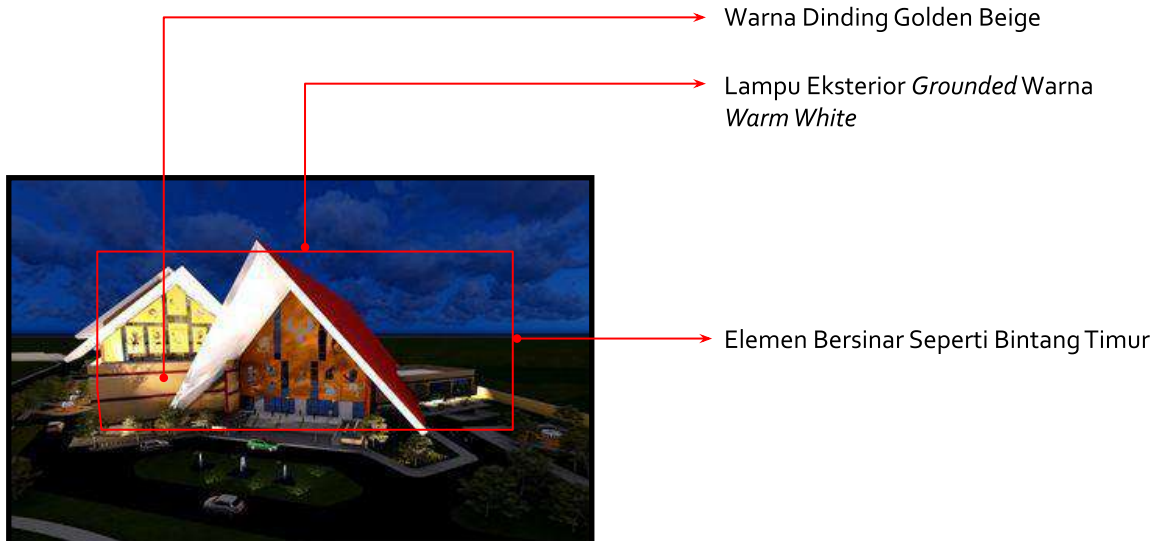 Warna Dinding Golden Beige
Lampu Eksterior Grounded Warna
Warm White
Elemen Bersinar Seperti Bintang Timur